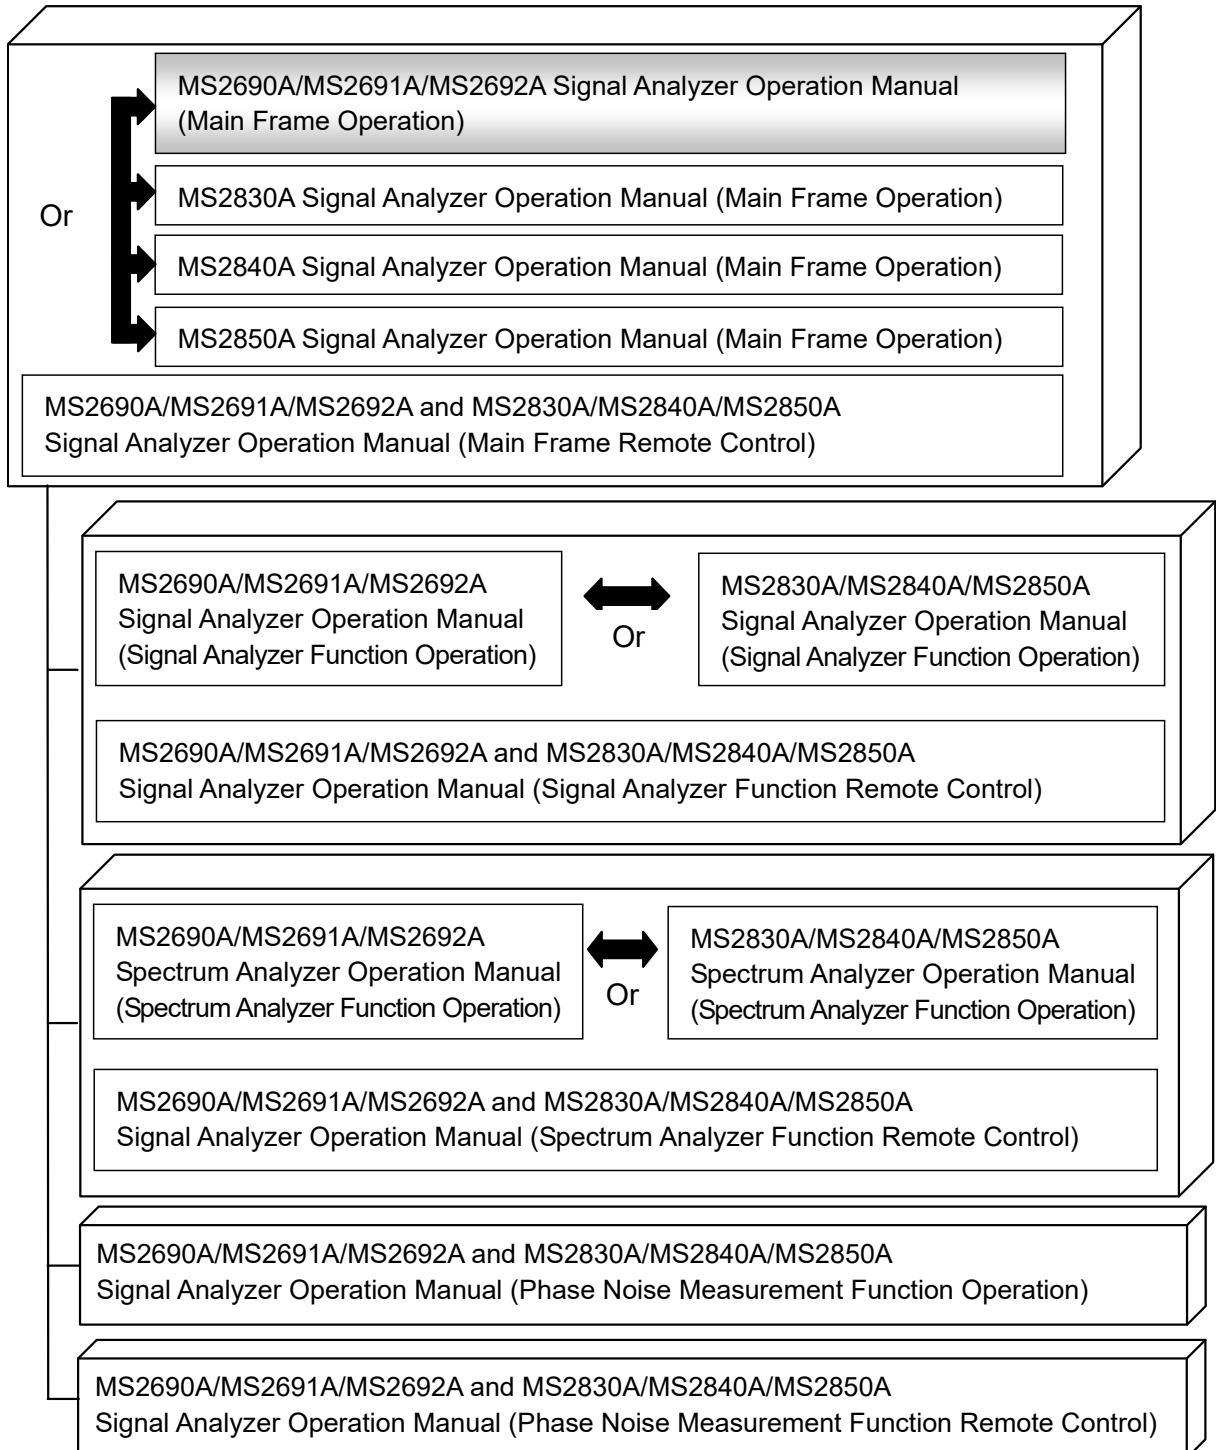 MS2690A/MS2691A/MS2692A Signal Analyzer Operation Manual
(Main Frame Operation)
Or
MS2830A Signal Analyzer Operation Manual (Main Frame Operation)
MS2840A Signal Analyzer Operation Manual (Main Frame Operation)
MS2850A Signal Analyzer Operation Manual (Main Frame Operation)
MS2690A/MS2691A/MS2692A and MS2830A/MS2840A/MS2850A
Signal Analyzer Operation Manual (Main Frame Remote Control)
MS2690A/MS2691A/MS2692A
Signal Analyzer Operation Manual
(Signal Analyzer Function Operation)
Or
MS2830A/MS2840A/MS2850A
Signal Analyzer Operation Manual
(Signal Analyzer Function Operation)
MS2690A/MS2691A/MS2692A and MS2830A/MS2840A/MS2850A
Signal Analyzer Operation Manual (Signal Analyzer Function Remote Control)
MS2690A/MS2691A/MS2692A
Spectrum Analyzer Operation Manual
(Spectrum Analyzer Function Operation)
Or
MS2830A/MS2840A/MS2850A
Spectrum Analyzer Operation Manual
(Spectrum Analyzer Function Operation)
MS2690A/MS2691A/MS2692A and MS2830A/MS2840A/MS2850A
Signal Analyzer Operation Manual (Spectrum Analyzer Function Remote Control)
MS2690A/MS2691A/MS2692A and MS2830A/MS2840A/MS2850A
Signal Analyzer Operation Manual (Phase Noise Measurement Function Operation)
MS2690A/MS2691A/MS2692A and MS2830A/MS2840A/MS2850A
Signal Analyzer Operation Manual (Phase Noise Measurement Function Remote Control)